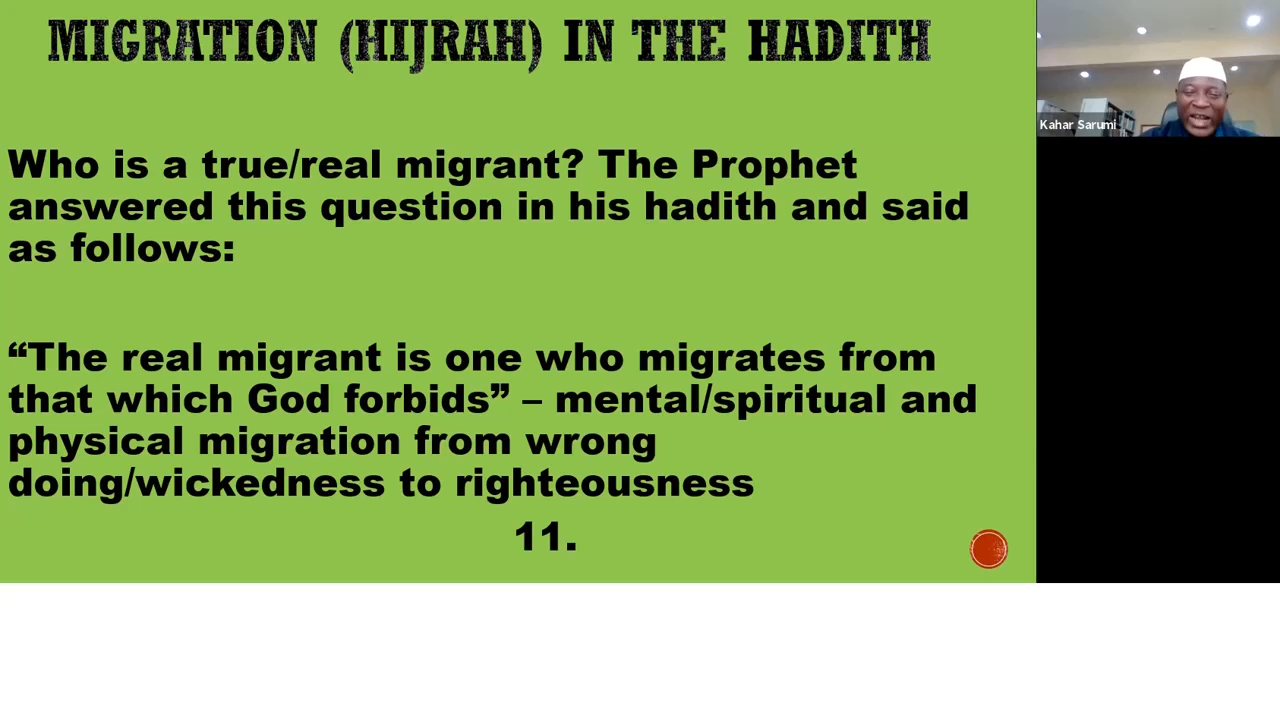 MIGRATION (HIJRAH) IN THE HADITH
Who is a true/real migrant? The Prophet
answered this question in his hadith and said
as follows:
“The real migrant is one who migrates from
that which God forbids” – mental/spiritual and
physical migration from wrong
doing/wickedness to righteousness
11.
Kahar Sarumi